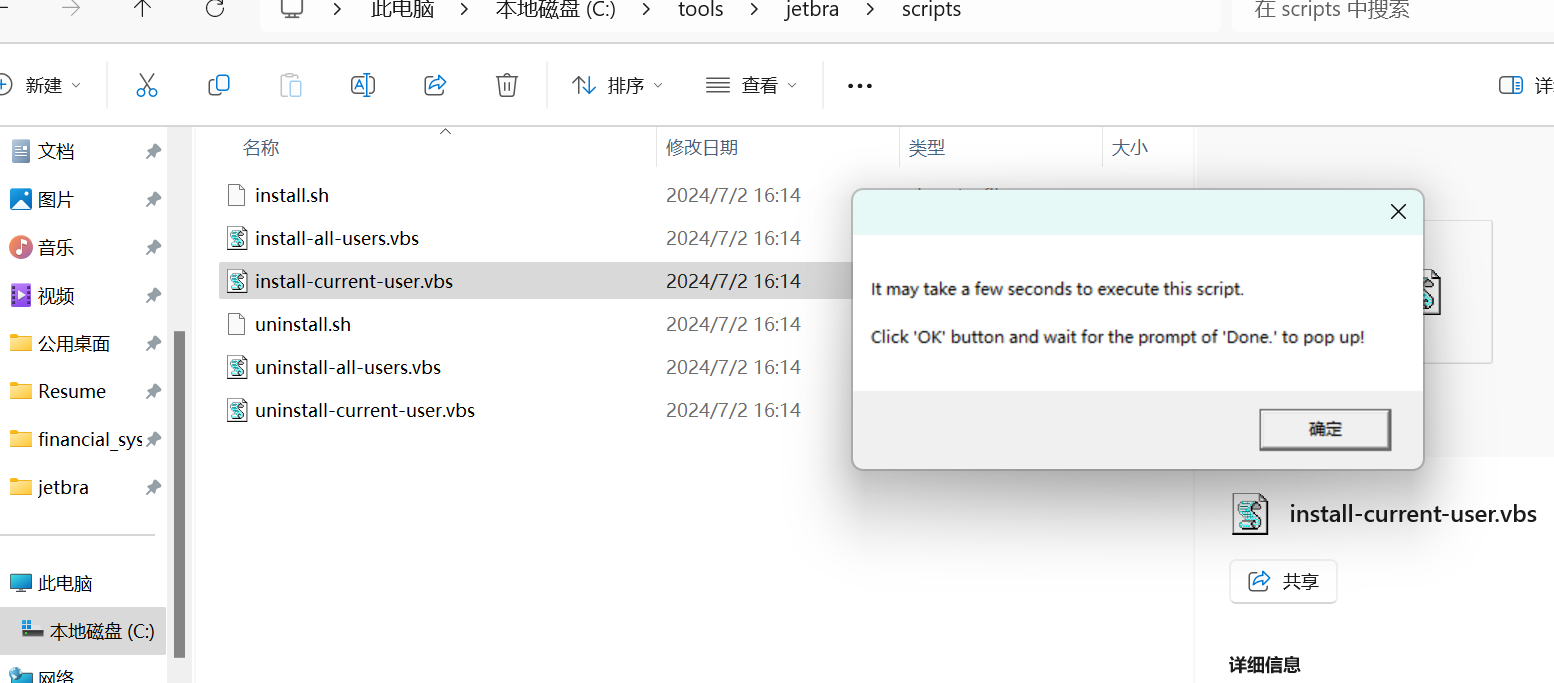 此电脑 > 本地磁盘 (C:) > tools > jetbra > scripts
在 scripts 中搜索
新建
排序
查看
文档
图片
音乐
视频
公用桌面
Resume
financial_sys
jetbra
此电脑
本地磁盘 (C:)
网络
名称 修改日期 类型 大小
install.sh 2024/7/2 16:14
install-all-users.vbs 2024/7/2 16:14
install-current-user.vbs 2024/7/2 16:14
uninstall.sh 2024/7/2 16:14
uninstall-all-users.vbs 2024/7/2 16:14
uninstall-current-user.vbs 2024/7/2 16:14
It may take a few seconds to execute this script.
Click 'OK' button and wait for the prompt of 'Done.' to pop up!
确定
install-current-user.vbs
共享
详细信息